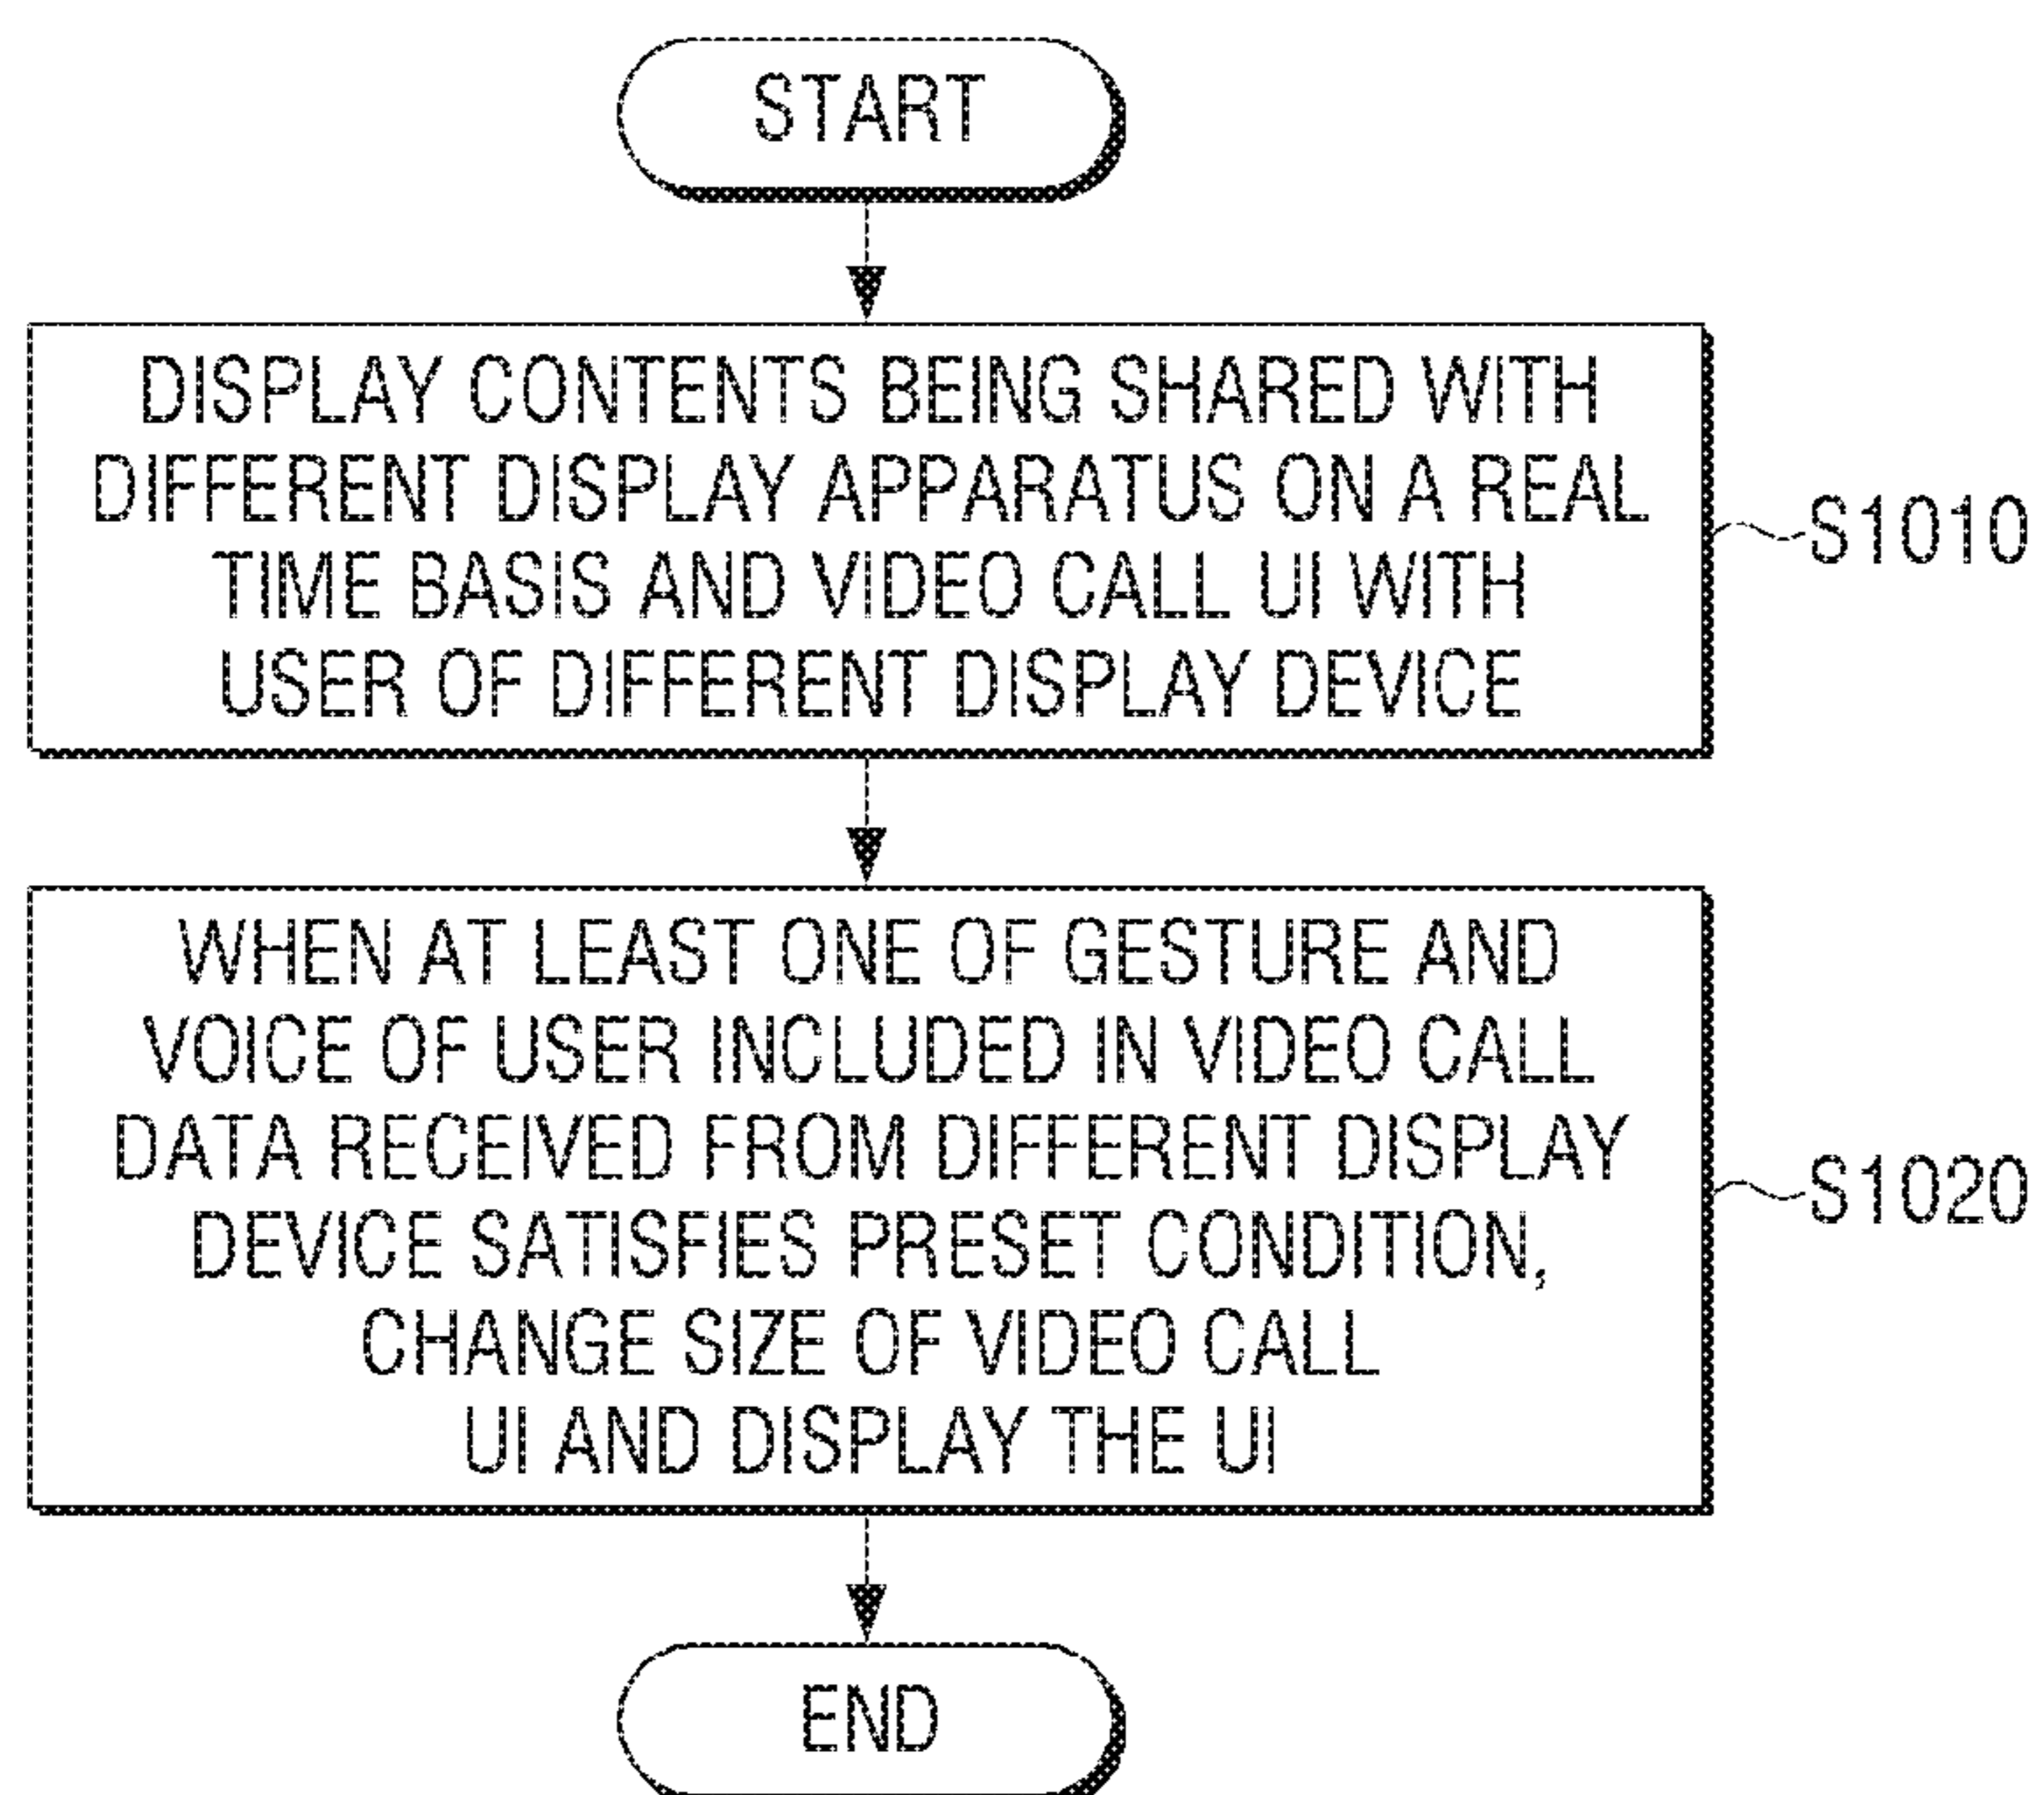 START
DISPLAY CONTENTS BEING SHARED WITH
DIFFERENT DISPLAY APPARATUS ON A REAL
TIME BASIS AND VIDEO CALL UI WITH
USER OF DIFFERENT DISPLAY DEVICE
S1010
WHEN AT LEAST ONE OF GESTURE AND
VOICE OF USER INCLUDED IN VIDEO CALL
DATA RECEIVED FROM DIFFERENT DISPLAY
DEVICE SATISFIES PRESET CONDITION,
CHANGE SIZE OF VIDEO CALL
UI AND DISPLAY THE UI
S1020
END